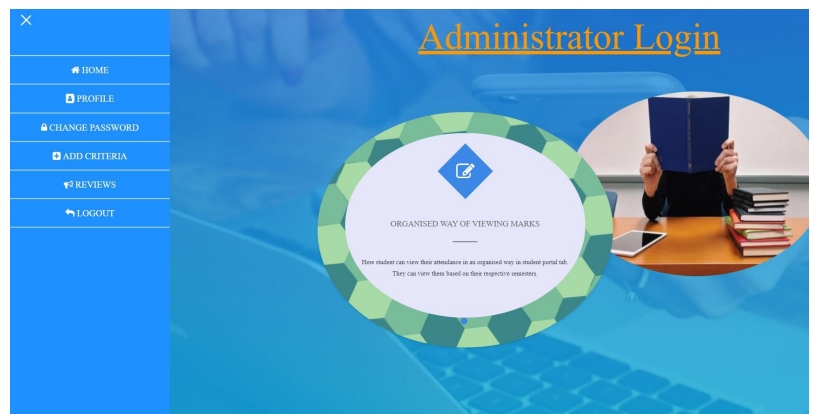 Administrator Login
HOME
PROFILE
CHANGE PASSWORD
ADD CRITERIA
REVIEWS
LOGOUT
ORGANISED WAY OF VIEWING MARKS
Here student can view their attendance in an organised way in student portal tab.
They can view them based on their respective semesters.